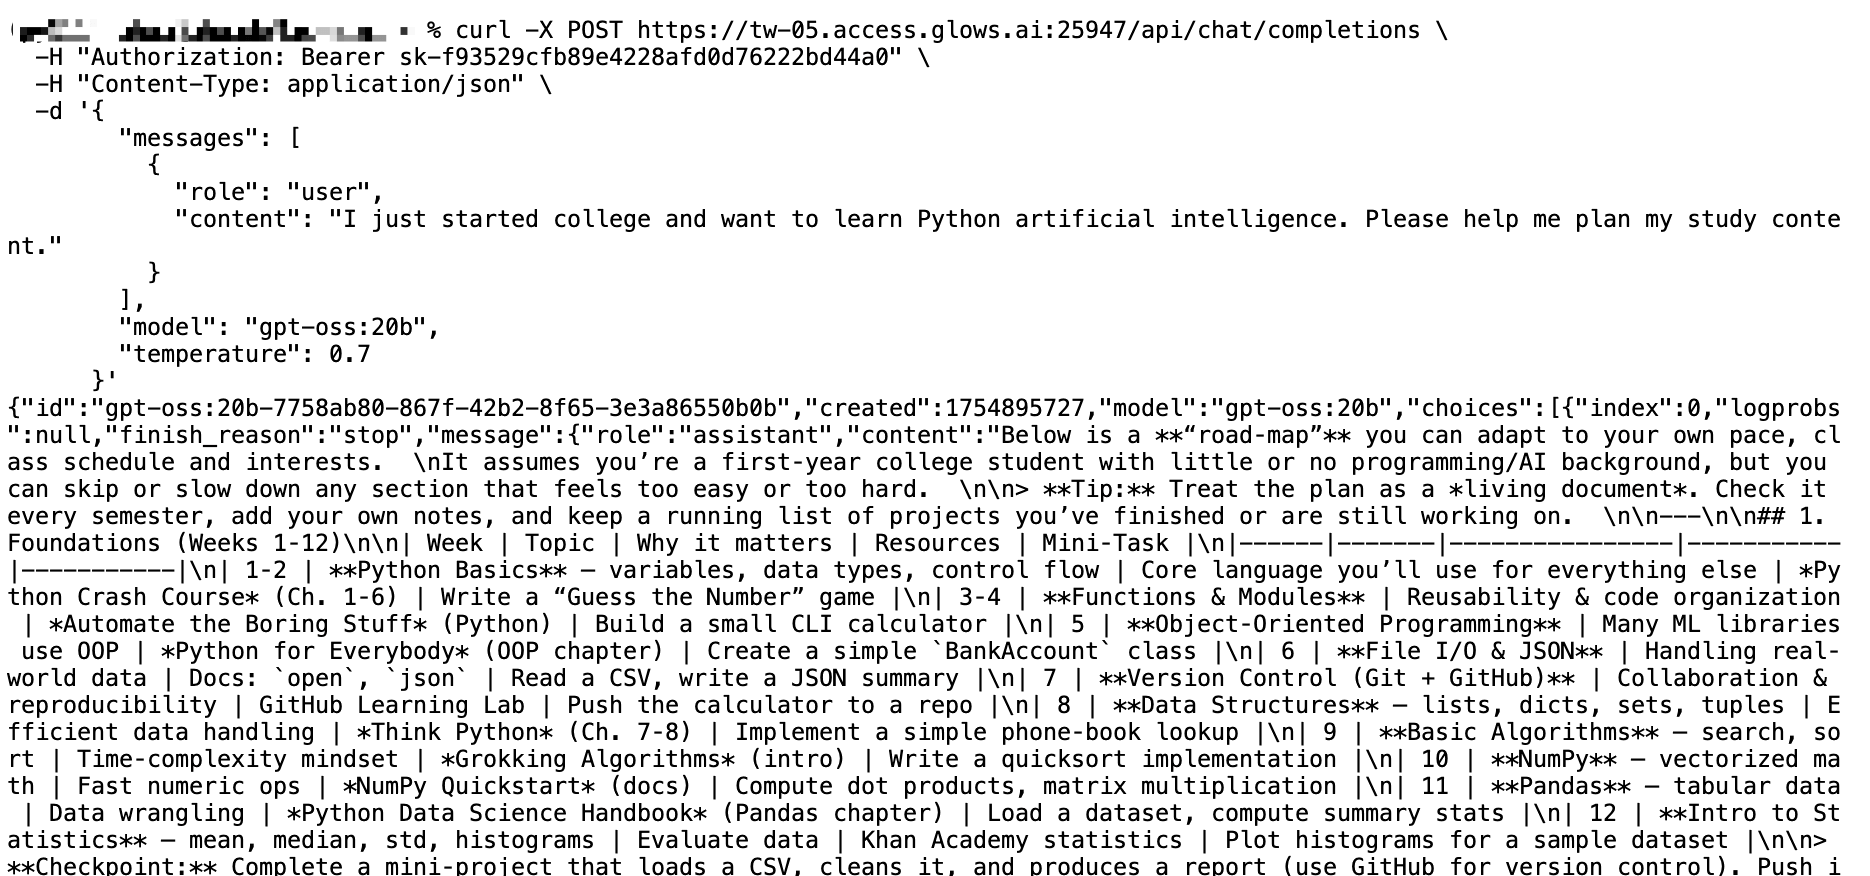 % curl -X POST https://tw-05.access.glows.ai:25947/api/chat/completions \
-H "Authorization: Bearer sk-f93529cfb89e4228afd0d76222bd44a0" \
-H "Content-Type: application/json" \
-d '{
"messages": [
{
"role": "user",
"content": "I just started college and want to learn Python artificial intelligence. Please help me plan my study conte
nt."
}
],
"model": "gpt-oss:20b",
"temperature": 0.7
}'
{"id":"gpt-oss:20b-7758ab80-867f-42b2-8f65-3e3a86550b0b","created":1754895727,"model":"gpt-oss:20b","choices":[{"index":0,"logprobs
":null,"finish_reason":"stop","message":{"role":"assistant","content":"Below is a **“road-map”** you can adapt to your own pace, cl
ass schedule and interests.  \nIt assumes you’re a first-year college student with little or no programming/AI background, but you
can skip or slow down any section that feels too easy or too hard.  \n\n> **Tip:** Treat the plan as a *living document*. Check it
every semester, add your own notes, and keep a running list of projects you’ve finished or are still working on.  \n\n---\n\n## 1.
Foundations (Weeks 1-12)\n\n| Week | Topic | Why it matters | Resources | Mini-Task |\n|------|-------|----------------|-----------
|-----------|\n| 1-2 | **Python Basics** – variables, data types, control flow | Core language you’ll use for everything else | *Py
thon Crash Course* (Ch. 1-6) | Write a “Guess the Number” game |\n| 3-4 | **Functions & Modules** | Reusability & code organization
| *Automate the Boring Stuff* (Python) | Build a small CLI calculator |\n| 5 | **Object-Oriented Programming** | Many ML libraries
use OOP | *Python for Everybody* (OOP chapter) | Create a simple `BankAccount` class |\n| 6 | **File I/O & JSON** | Handling real-
world data | Docs: `open`, `json` | Read a CSV, write a JSON summary |\n| 7 | **Version Control (Git + GitHub)** | Collaboration &
reproducibility | GitHub Learning Lab | Push the calculator to a repo |\n| 8 | **Data Structures** – lists, dicts, sets, tuples | E
fficient data handling | *Think Python* (Ch. 7-8) | Implement a simple phone-book lookup |\n| 9 | **Basic Algorithms** – search, so
rt | Time-complexity mindset | *Grokking Algorithms* (intro) | Write a quicksort implementation |\n| 10 | **NumPy** – vectorized ma
th | Fast numeric ops | *NumPy Quickstart* (docs) | Compute dot products, matrix multiplication |\n| 11 | **Pandas** – tabular data
| Data wrangling | *Python Data Science Handbook* (Pandas chapter) | Load a dataset, compute summary stats |\n| 12 | **Intro to St
atistics** – mean, median, std, histograms | Evaluate data | Khan Academy statistics | Plot histograms for a sample dataset |\n\n>
**Checkpoint:** Complete a mini-project that loads a CSV, cleans it, and produces a report (use GitHub for version control). Push i